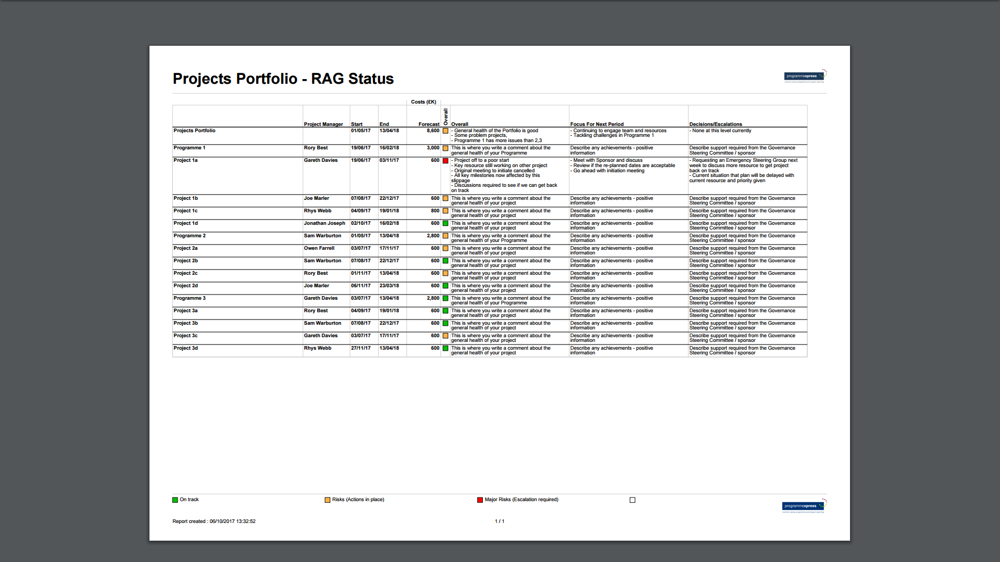 Projects Portfolio - RAG Status
programmexpress
common sense programme and project reporting
Costs (£K)
Project Manager Start End Forecast Overall Overall Focus For Next Period Decisions/Escalations
Projects Portfolio 01/05/17 13/04/18 8,600 - General health of the Portfolio is good - Continuing to engage team and resources - None at this level currently
- Some problem projects, - Tackling challenges in Programme 1
- Programme 1 has more issues than 2,3
Programme 1 Rory Best 19/06/17 16/02/18 3,000 This is where you write a comment about the Describe any achievements - positive Describe support required from the Governance
general health of your Programme information Steering Committee / sponsor
Project 1a Gareth Davies 19/06/17 03/11/17 600 - Project off to a poor start - Meet with Sponsor and discuss - Requesting an Emergency Steering Group next
- Key resource still working on other project - Review if the re-planned dates are acceptable week to discuss more resource to get project
- Original meeting to initiate cancelled - Go ahead with initiation meeting back on track
- All key milestones now affected by this - Current situation that plan will be delayed with
slippage current resource and priority given
- Discussions required to see if we can get back
on track
Project 1b Joe Marler 07/08/17 22/12/17 600 This is where you write a comment about the Describe any achievements - positive Describe support required from the Governance
general health of your project information Steering Committee / sponsor
Project 1c Rhys Webb 04/09/17 19/01/18 800 This is where you write a comment about the Describe any achievements - positive Describe support required from the Governance
general health of your project information Steering Committee / sponsor
Project 1d Jonathan Joseph 02/10/17 16/02/18 600 This is where you write a comment about the Describe any achievements - positive Describe support required from the Governance
general health of your project information Steering Committee / sponsor
Programme 2 Sam Warburton 01/05/17 13/04/18 2,800 This is where you write a comment about the Describe any achievements - positive Describe support required from the Governance
general health of your Programme information Steering Committee / sponsor
Project 2a Owen Farrell 03/07/17 17/11/17 600 This is where you write a comment about the Describe any achievements - positive Describe support required from the Governance
general health of your project information Steering Committee / sponsor
Project 2b Sam Warburton 07/08/17 22/12/17 600 This is where you write a comment about the Describe any achievements - positive Describe support required from the Governance
general health of your project information Steering Committee / sponsor
Project 2c Rory Best 01/11/17 13/04/18 600 This is where you write a comment about the Describe any achievements - positive Describe support required from the Governance
general health of your project information Steering Committee / sponsor
Project 2d Joe Marler 06/11/17 23/03/18 600 This is where you write a comment about the Describe any achievements - positive Describe support required from the Governance
general health of your project information Steering Committee / sponsor
Programme 3 Gareth Davies 03/07/17 13/04/18 2,800 This is where you write a comment about the Describe any achievements - positive Describe support required from the Governance
general health of your Programme information Steering Committee / sponsor
Project 3a Rory Best 04/09/17 19/01/18 600 This is where you write a comment about the Describe any achievements - positive Describe support required from the Governance
general health of your project information Steering Committee / sponsor
Project 3b Sam Warburton 07/08/17 22/12/17 600 This is where you write a comment about the Describe any achievements - positive Describe support required from the Governance
general health of your project information Steering Committee / sponsor
Project 3c Gareth Davies 03/07/17 17/11/17 600 This is where you write a comment about the Describe any achievements - positive Describe support required from the Governance
general health of your project information Steering Committee / sponsor
Project 3d Rhys Webb 27/11/17 13/04/18 600 This is where you write a comment about the Describe any achievements - positive Describe support required from the Governance
general health of your project information Steering Committee / sponsor
On track Risks (Actions in place) Major Risks (Escalation required)
programmexpress
common sense programme and project reporting
Report created : 06/10/2017 13:32:52 1 / 1